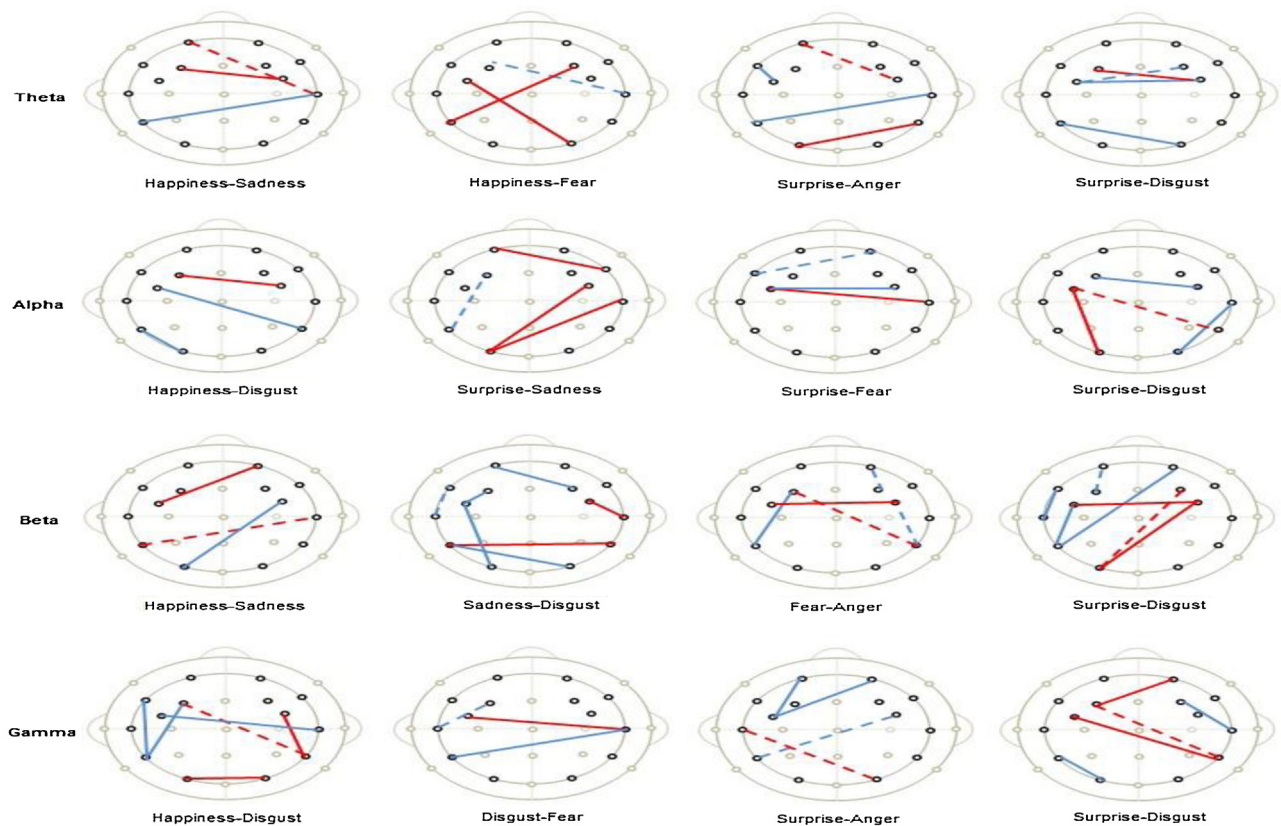 Theta
Happiness-Sadness
Happiness-Fear
Surprise-Anger
Surprise-Disgust
Alpha
Happiness-Disgust
Surprise-Sadness
Surprise-Fear
Surprise-Disgust
Beta
Happiness-Sadness
Sadness-Disgust
Fear-Anger
Surprise-Disgust
Gamma
Happiness-Disgust
Disgust-Fear
Surprise-Anger
Surprise-Disgust